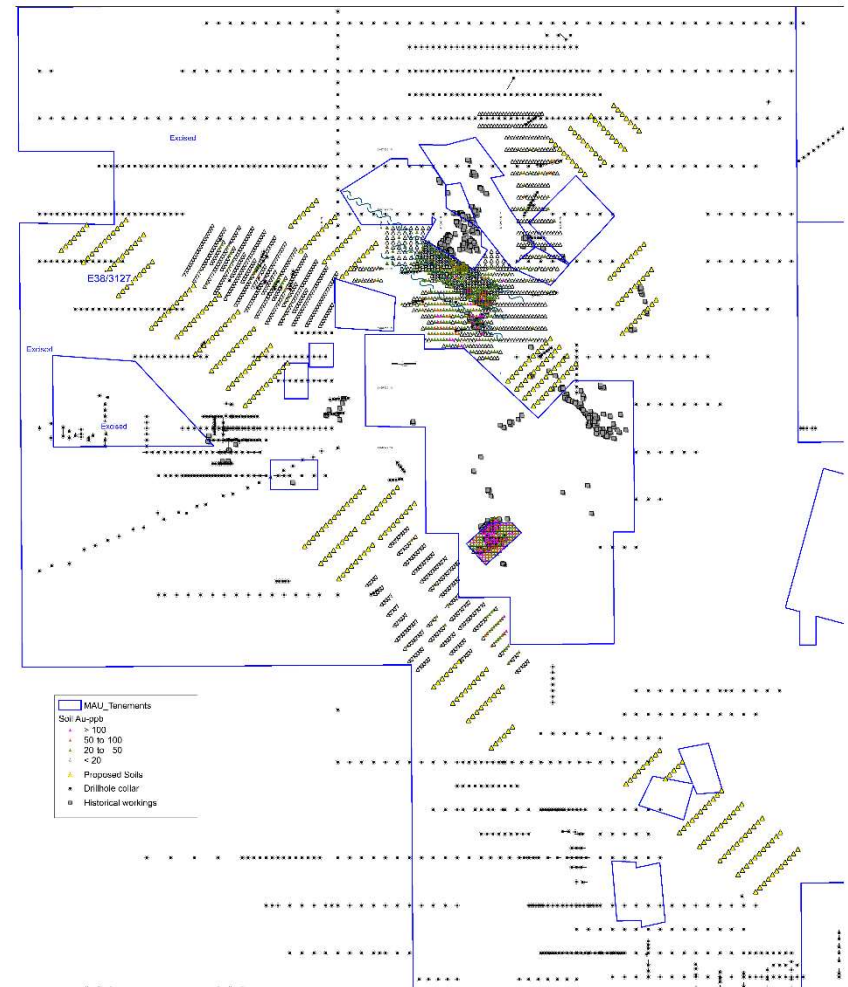 Excised
E38/3127
Excised
Excised
MAU_Tenements
Soil Au-ppb
> 100
50 to 100
20 to 50
< 20
Proposed Soils
Drillhole collar
Historical workings